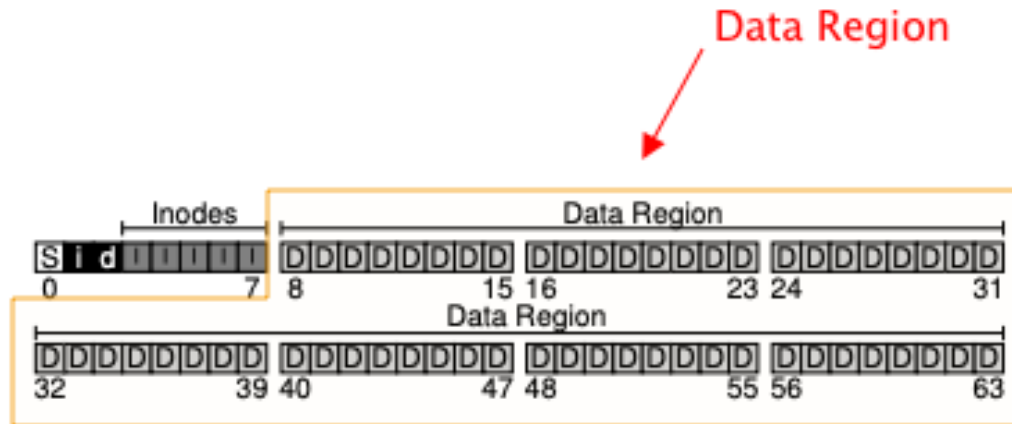 Data Region
Inodes Data Region
S i d I I I I I D D D D D D D D D D D D D D D D D D D D D D D D
0 7 8 15 16 23 24 31
Data Region
D D D D D D D D D D D D D D D D D D D D D D D D D D D D D D D D
32 39 40 47 48 55 56 63